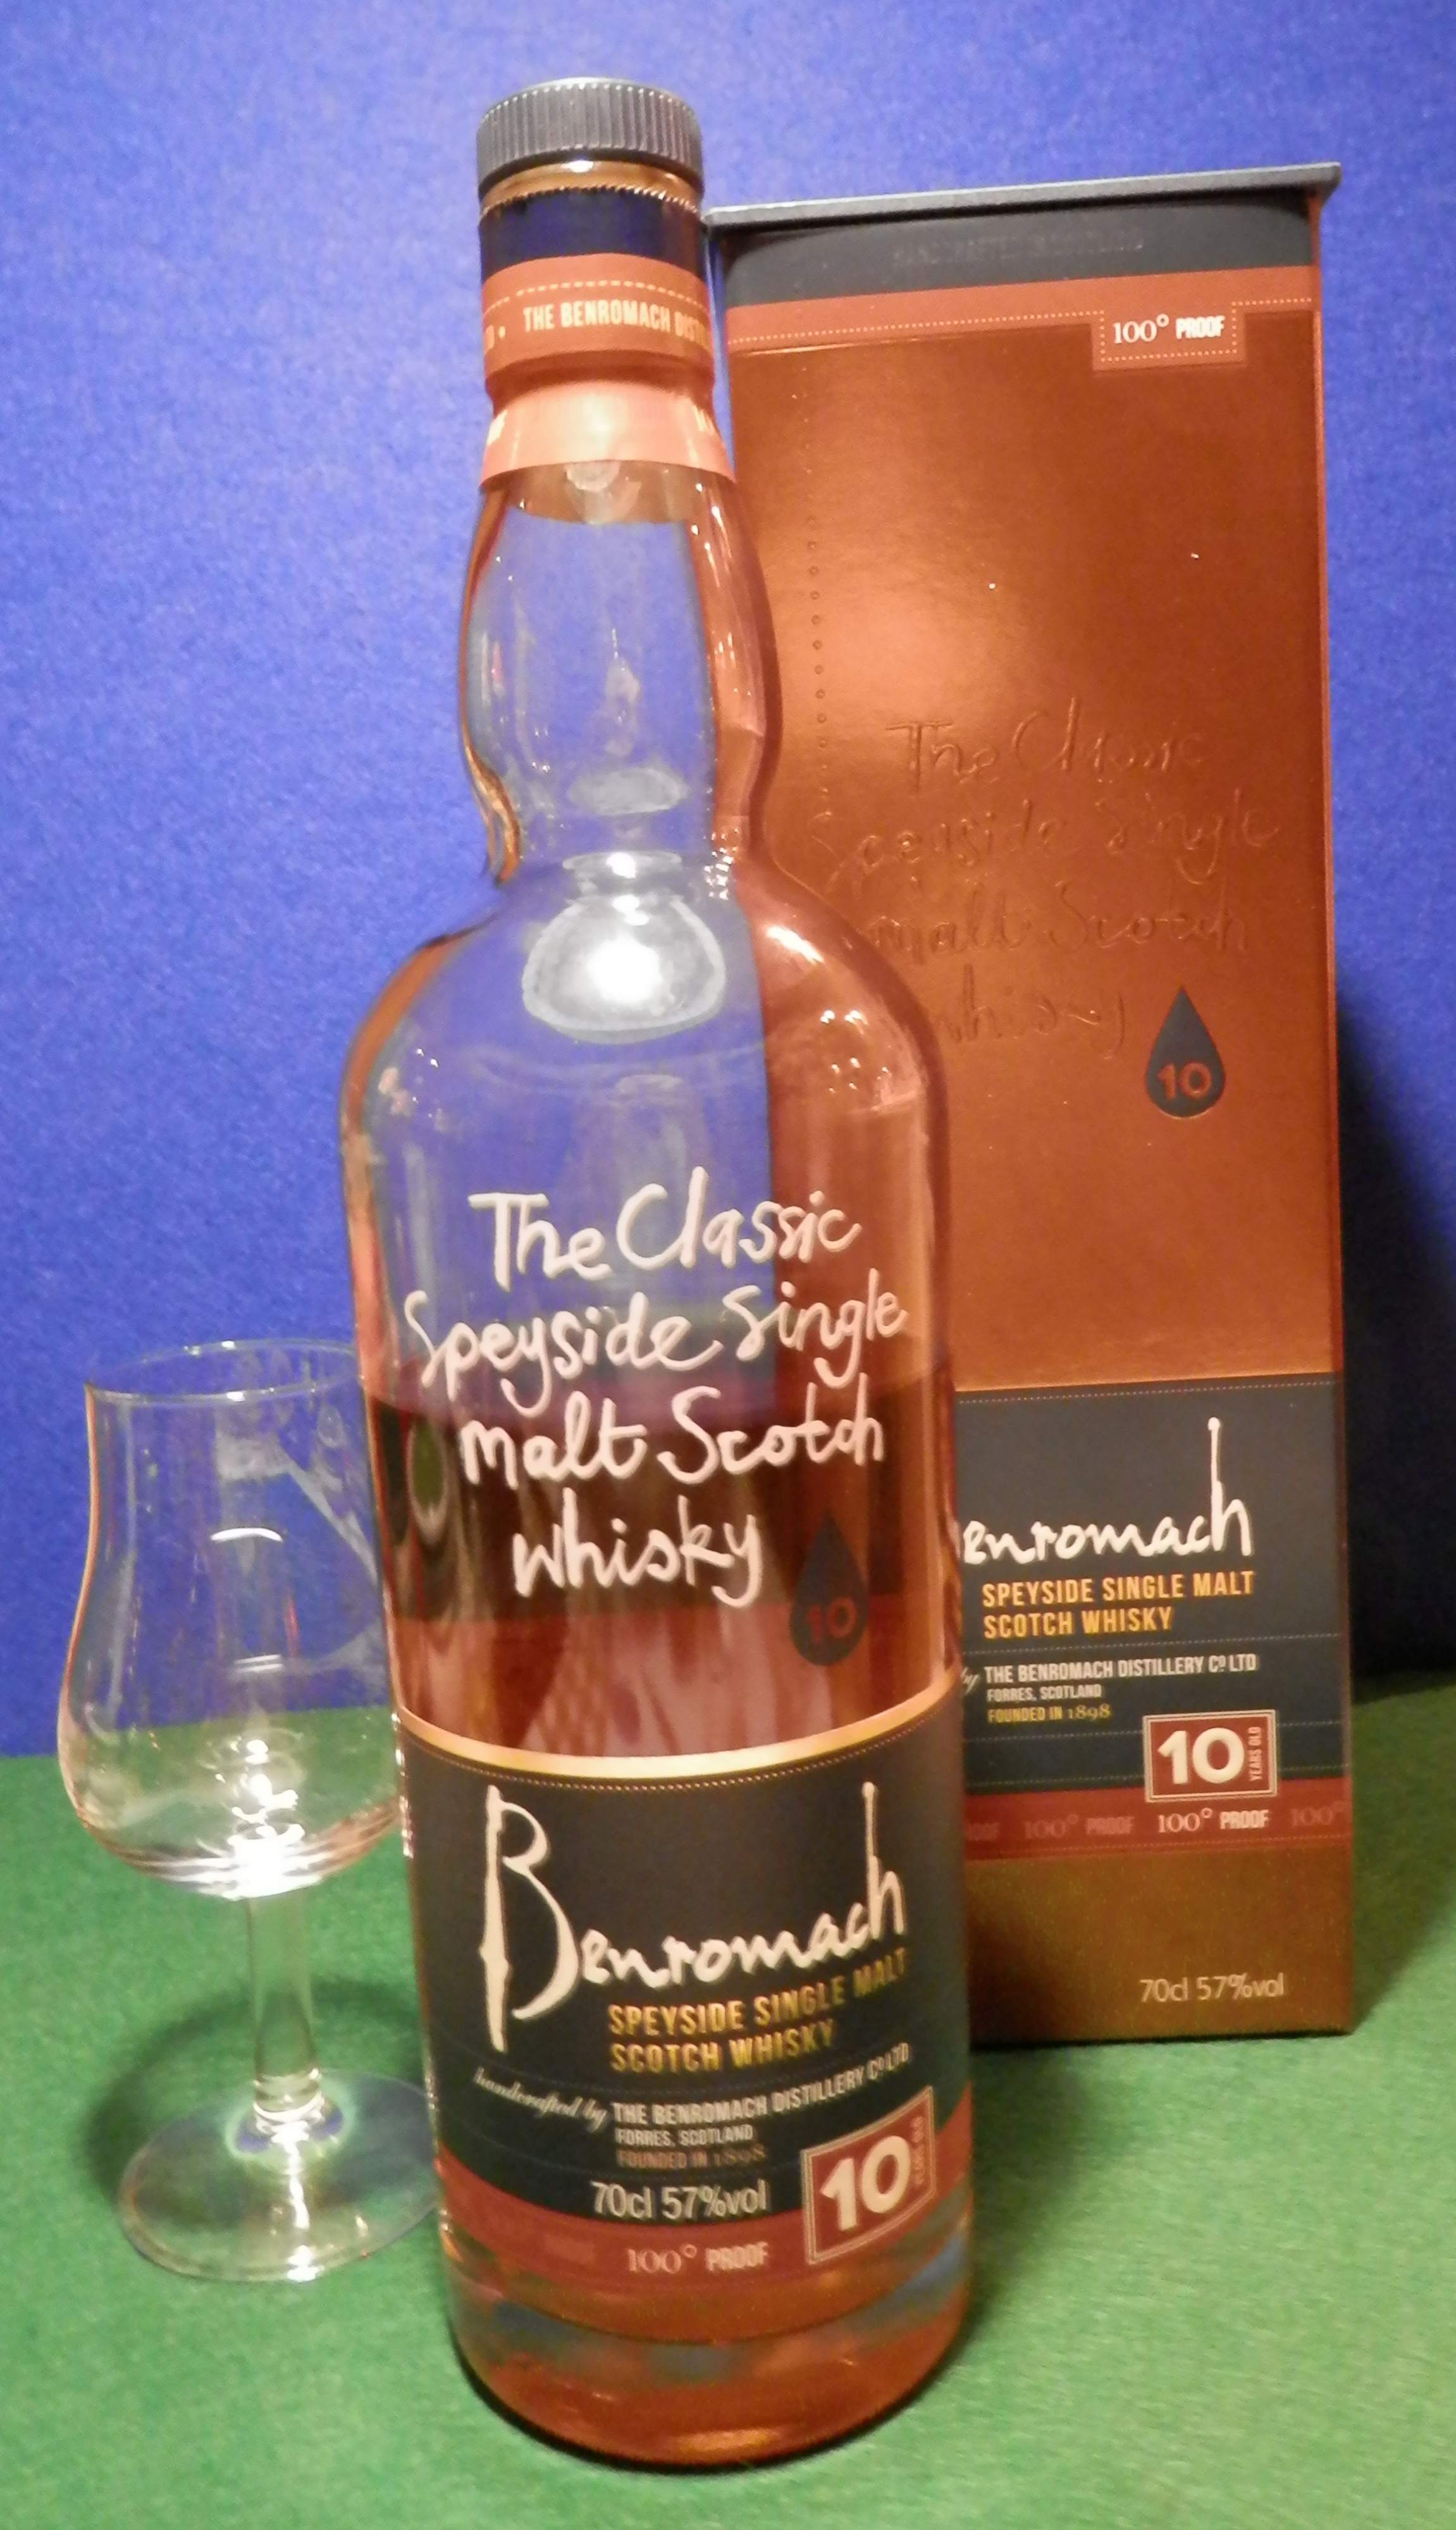 THE BENROMACH
The Classic
Speyside Single
Malt Scotch
Whisky
10
Benromach
SPEYSIDE SINGLE MALT
SCOTCH WHISKY
handcrafted by THE BENROMACH DISTILLERY Cº LTD
FORRES, SCOTLAND
FOUNDED IN 1898
70cl 57%vol
10 YEARS OLD
100° PROOF
100° PROOF
The Classic
Speyside Single
Malt Scotch
Whisky
10
enromach
SPEYSIDE SINGLE MALT
SCOTCH WHISKY
by THE BENROMACH DISTILLERY Cº LTD
FORRES, SCOTLAND
FOUNDED IN 1898
10 YEARS OLD
100° PROOF 100° PROOF 100°
70cl 57%vol